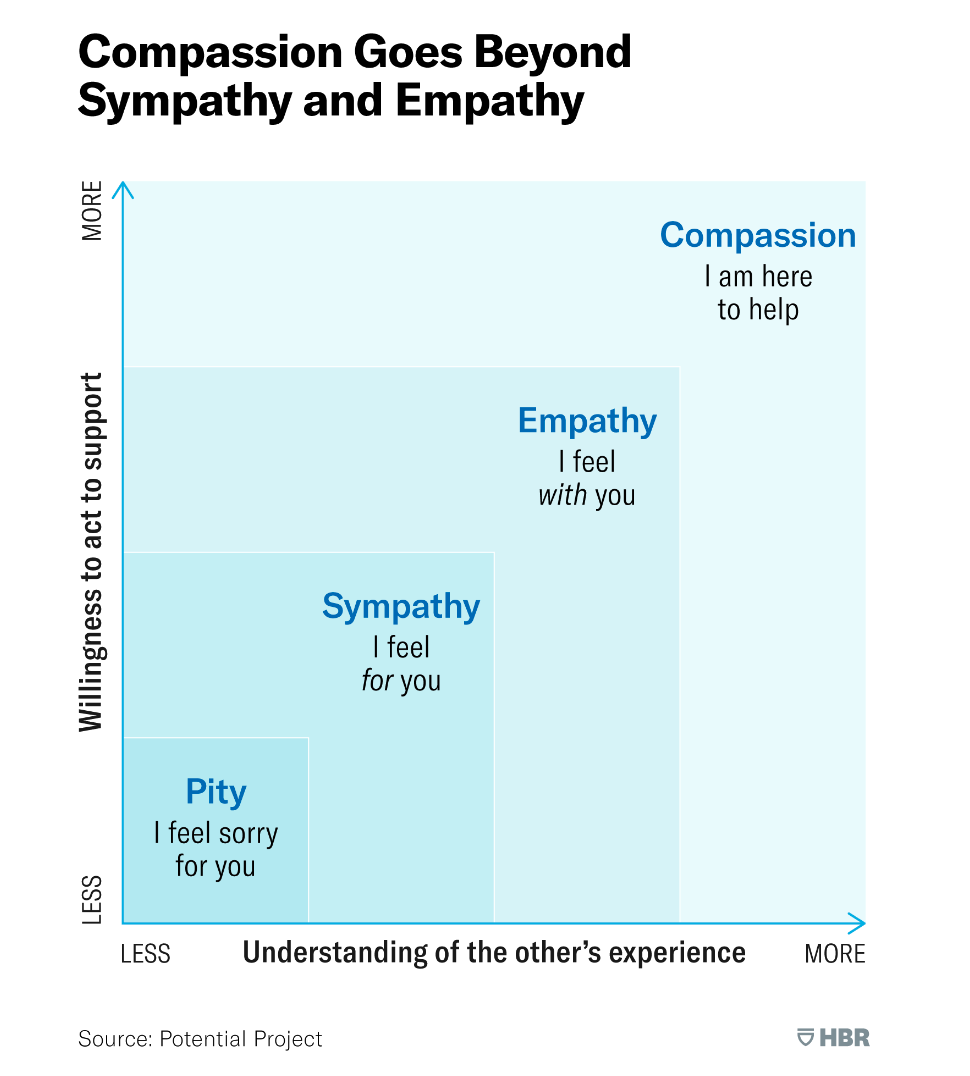 Compassion Goes Beyond
Sympathy and Empathy
MORE
Compassion
I am here
to help
Willingness to act to support
Empathy
I feel
with you
Sympathy
I feel
for you
Pity
I feel sorry
for you
LESS
LESS
Understanding of the other’s experience
MORE
Source: Potential Project
HBR